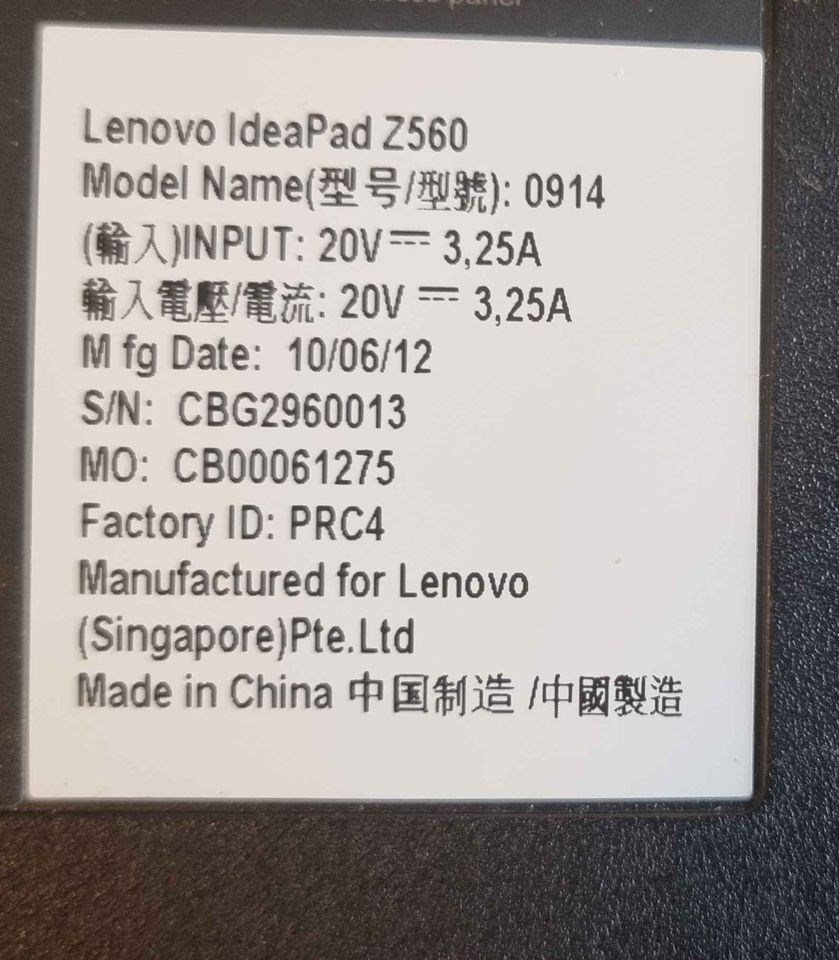 Lenovo IdeaPad Z560
Model Name(型号/型號): 0914
(輸入)INPUT: 20V⎓ 3,25A
輸入電壓/電流: 20V ⎓ 3,25A
Mfg Date: 10/06/12
S/N: CBG2960013
MO: CB00061275
Factory ID: PRC4
Manufactured for Lenovo
(Singapore)Pte.Ltd
Made in China 中国制造 /中國製造